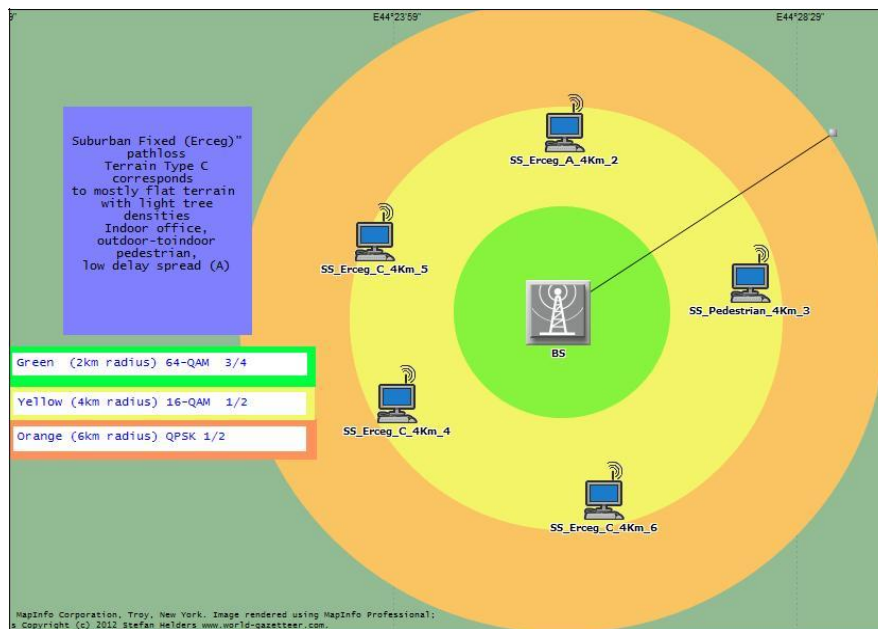 9"
E44°23'59"
E44°28'29"
Suburban Fixed (Erceg)"
pathloss
Terrain Type C
corresponds
to mostly flat terrain
with light tree
densities
Indoor office,
outdoor-toindoor
pedestrian,
low delay spread (A)
SS_Erceg_A_4Km_2
SS_Erceg_C_4Km_5
SS_Pedestrian_4Km_3
BS
Green (2km radius) 64-QAM 3/4
Yellow (4km radius) 16-QAM 1/2
Orange (6km radius) QPSK 1/2
SS_Erceg_C_4Km_4
SS_Erceg_C_4Km_6
MapInfo Corporation, Troy, New York. Image rendered using MapInfo Professional;
s Copyright (c) 2012 Stefan Helders www.world-gazetteer.com.